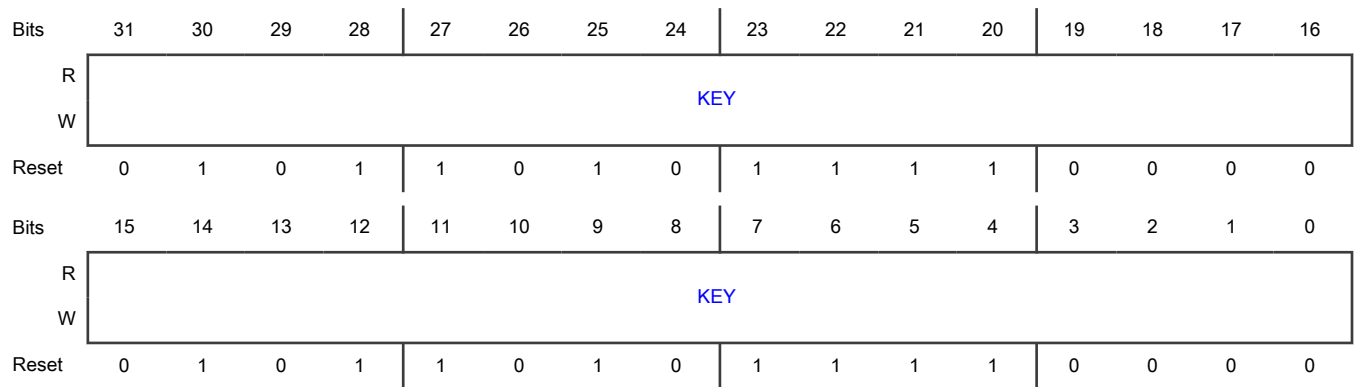 Bits 31 30 29 28 27 26 25 24 23 22 21 20 19 18 17 16
R
KEY
W
Reset 0 1 0 1 1 0 1 0 1 1 1 1 0 0 0 0
Bits 15 14 13 12 11 10 9 8 7 6 5 4 3 2 1 0
R
KEY
W
Reset 0 1 0 1 1 0 1 0 1 1 1 1 0 0 0 0